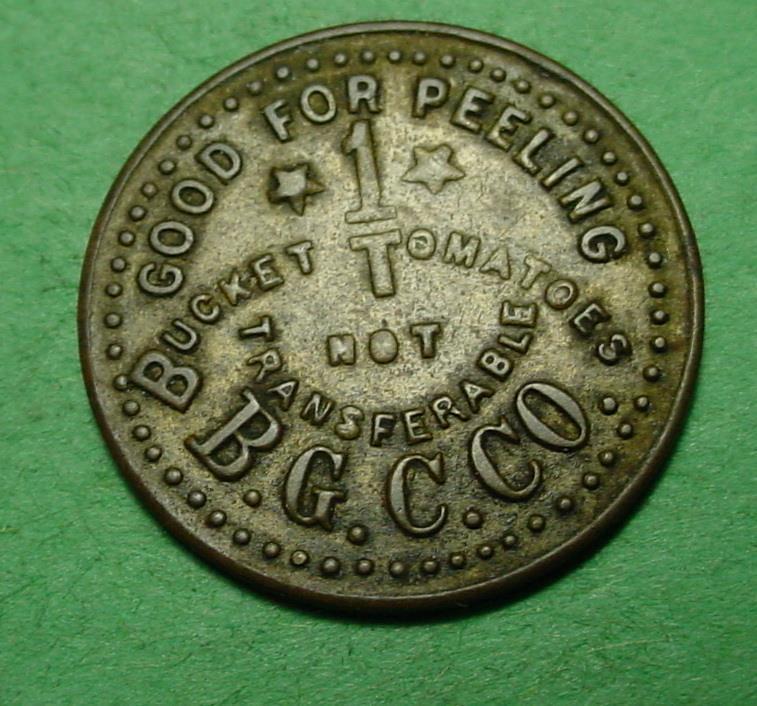 GOOD FOR PEELING
1
BUCKET TOMATOES
NOT
TRANSFERABLE
B.G.C.CO.